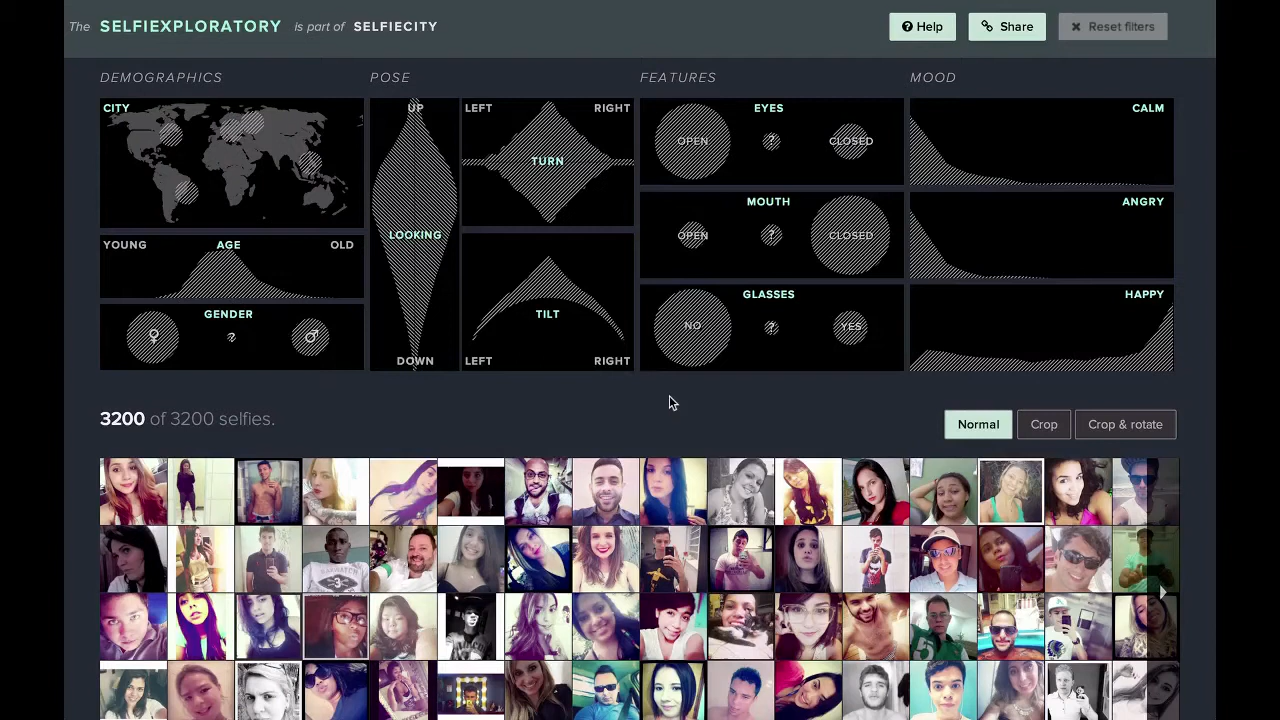 The SELFIEXPLORATORY is part of SELFIECITY
Help Share Reset filters
DEMOGRAPHICS POSE FEATURES MOOD
CITY
YOUNG AGE OLD
GENDER
?
UP
LOOKING
DOWN
LEFT RIGHT
TURN
TILT
LEFT RIGHT
EYES
OPEN ? CLOSED
MOUTH
OPEN ? CLOSED
GLASSES
NO ? YES
CALM
ANGRY
HAPPY
3200 of 3200 selfies.
Normal Crop Crop & rotate